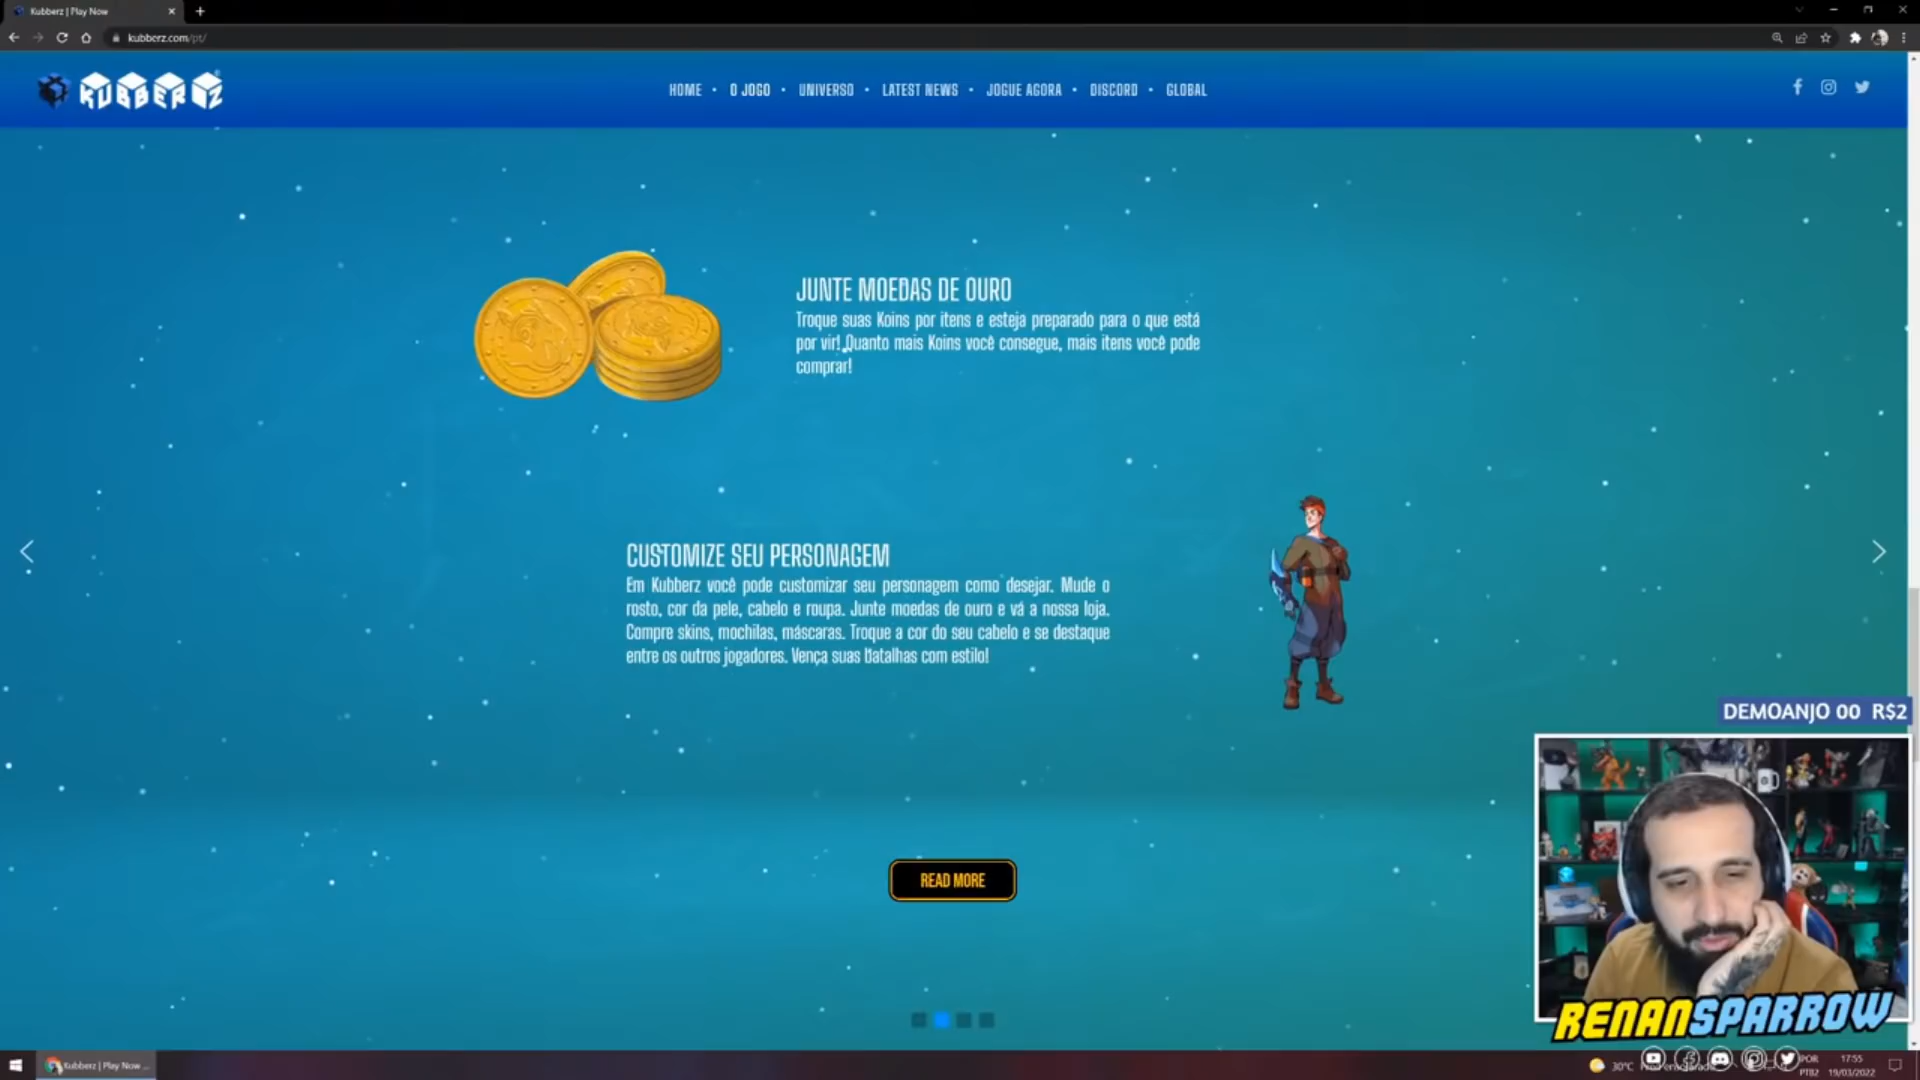 Kubberz | Play Now
kubberz.com/pt/
KUBBERZ
HOME • O JOGO • UNIVERSO • LATEST NEWS • JOGUE AGORA • DISCORD • GLOBAL
JUNTE MOEDAS DE OURO
Troque suas Koins por itens e esteja preparado para o que está
por vir! Quanto mais Koins você consegue, mais itens você pode
comprar!
CUSTOMIZE SEU PERSONAGEM
Em Kubberz você pode customizar seu personagem como desejar. Mude o
rosto, cor da pele, cabelo e roupa. Junte moedas de ouro e vá a nossa loja.
Compre skins, mochilas, máscaras. Troque a cor do seu cabelo e se destaque
entre os outros jogadores. Vença suas batalhas com estilo!
READ MORE
DEMOANJO 00 R$2
RENANSPARROW
Kubberz | Play Now ...
30°C
POR
PTB2
17:55
19/03/2022